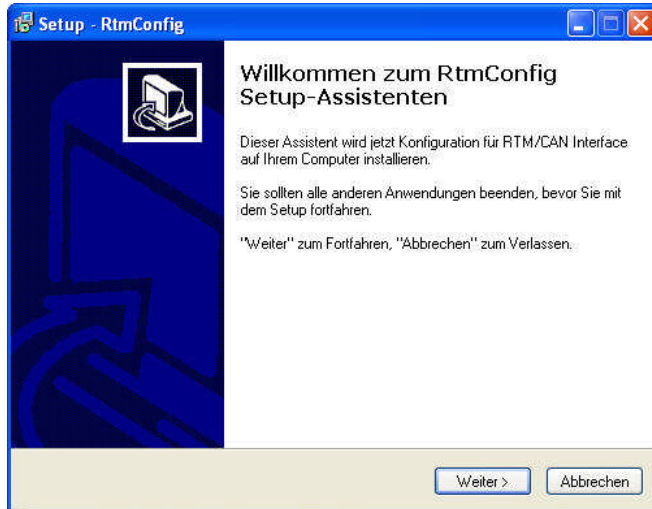 Setup - RtmConfig
Willkommen zum RtmConfig
Setup-Assistenten
Dieser Assistent wird jetzt Konfiguration für RTM/CAN Interface
auf Ihrem Computer installieren.
Sie sollten alle anderen Anwendungen beenden, bevor Sie mit
dem Setup fortfahren.
"Weiter" zum Fortfahren, "Abbrechen" zum Verlassen.
Weiter > Abbrechen